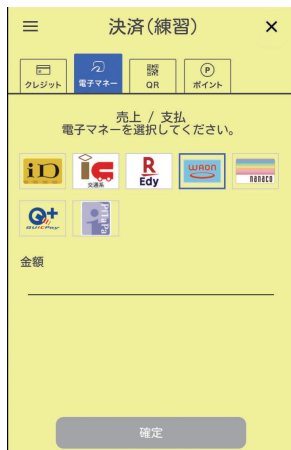 決済(練習)
クレジット
電子マネー
QR
P
ポイント
売上 / 支払
電子マネーを選択してください。
iD
ic
交通系
R
Edy
WAON
nanaco
Q+
QUICPay
PiTaPa
金額
確定